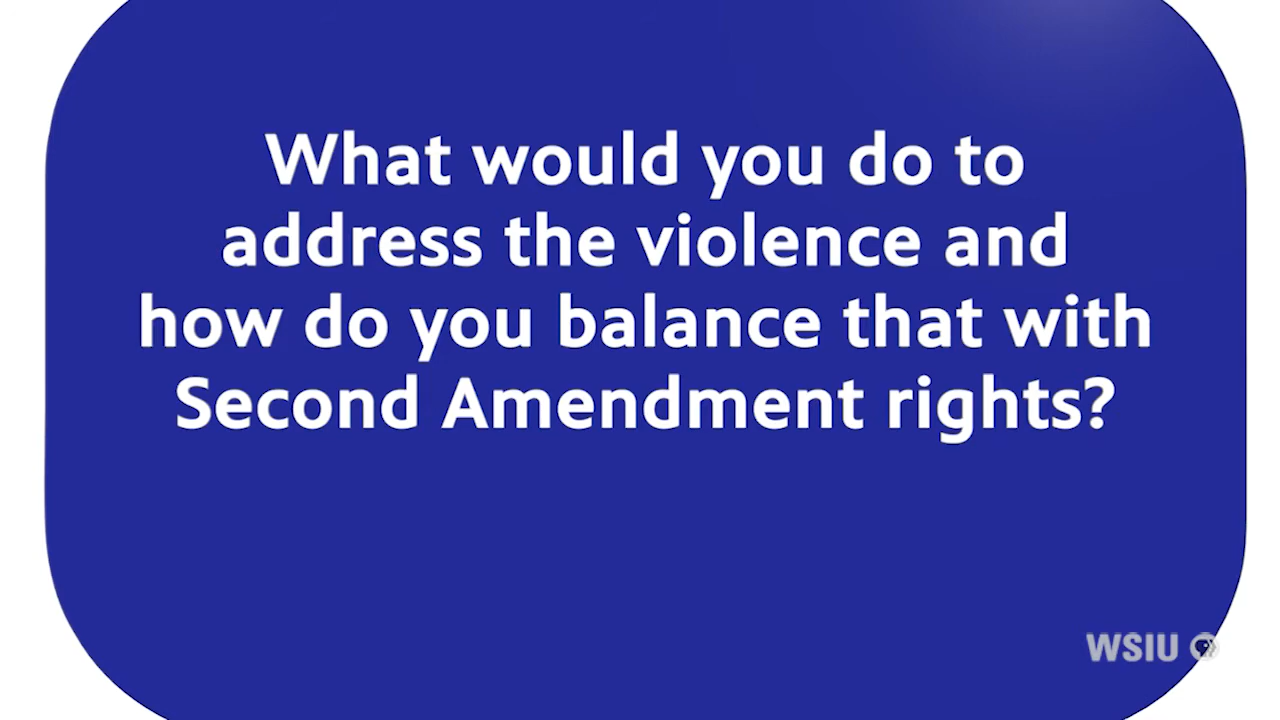 What would you do to
address the violence and
how do you balance that with
Second Amendment rights?
WSIU